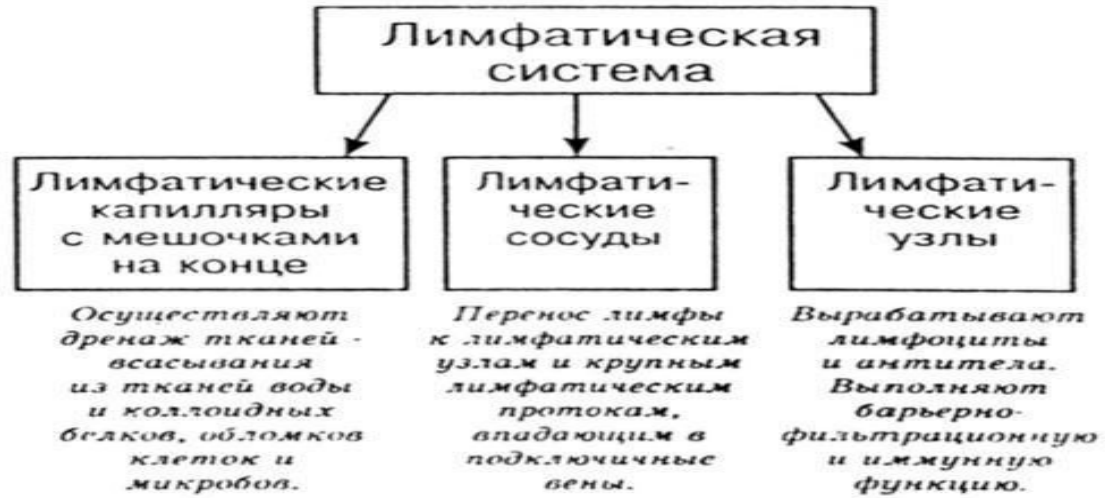 Лимфатическая
система
Лимфатические
капилляры
с мешочками
на конце
Лимфати-
ческие
сосуды
Лимфати-
ческие
узлы
Осуществляют
дренаж тканей -
всасывания
из тканей воды
и коллоидных
белков, обломков
клеток и
микробов.
Перенос лимфы
к лимфатическим
узлам и крупным
лимфатическим
протокам,
впадающим в
подключичные
вены.
Вырабатывают
лимфоциты
и антитела.
Выполняют
барьерно-
фильтрационную
и иммунную
функцию.